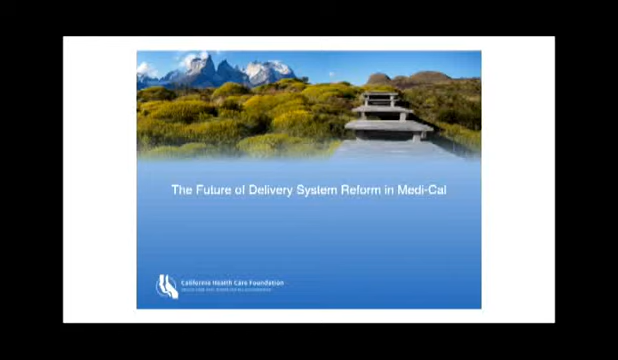 The Future of Delivery System Reform in Medi-Cal
California Health Care Foundation